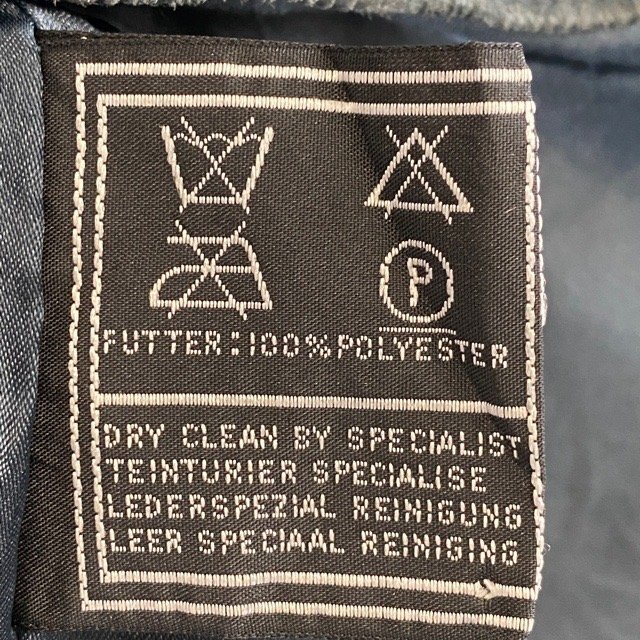 P
FUTTER:100%POLYESTER
DRY CLEAN BY SPECIALIST
TEINTURIER SPECIALISE
LEDERSPEZIAL REINIGUNG
LEER SPECIAAL REINIGING